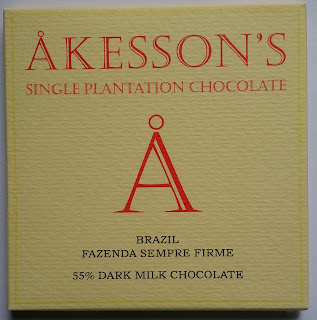 ÅKESSON'S
SINGLE PLANTATION CHOCOLATE
Å
BRAZIL
FAZENDA SEMPRE FIRME
55% DARK MILK CHOCOLATE